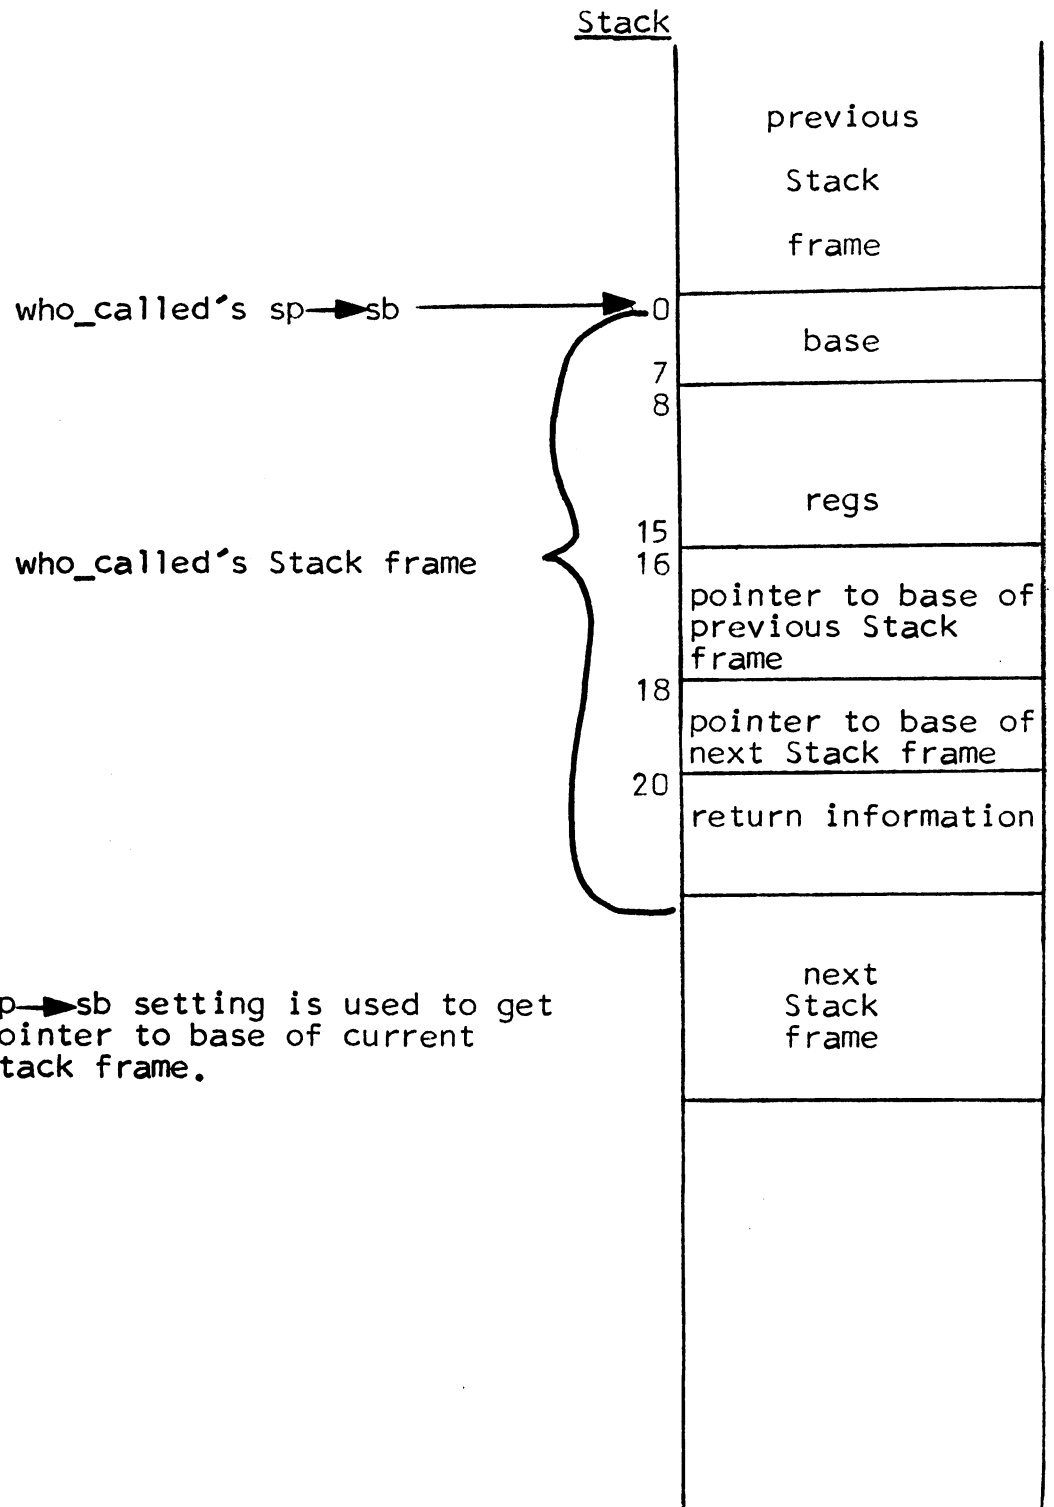 Stack
previous
Stack
frame
who_called's sp→sb
0
base
7
8
regs
15
who_called's Stack frame
16
pointer to base of
previous Stack
frame
18
pointer to base of
next Stack frame
20
return information
next
Stack
frame
p→sb setting is used to get
ointer to base of current
tack frame.